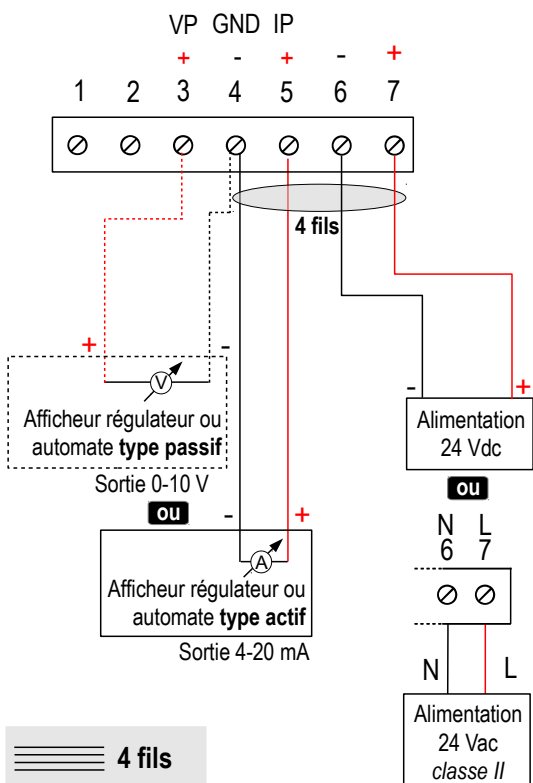 VP GND IP
+ - + - +
1 2 3 4 5 6 7
4 fils
+ -
V
Afficheur régulateur ou
automate type passif
Sortie 0-10 V
ou
- +
A
Afficheur régulateur ou
automate type actif
Sortie 4-20 mA
- +
Alimentation
24 Vdc
ou
N L
6 7
N L
Alimentation
24 Vac
classe II
4 fils